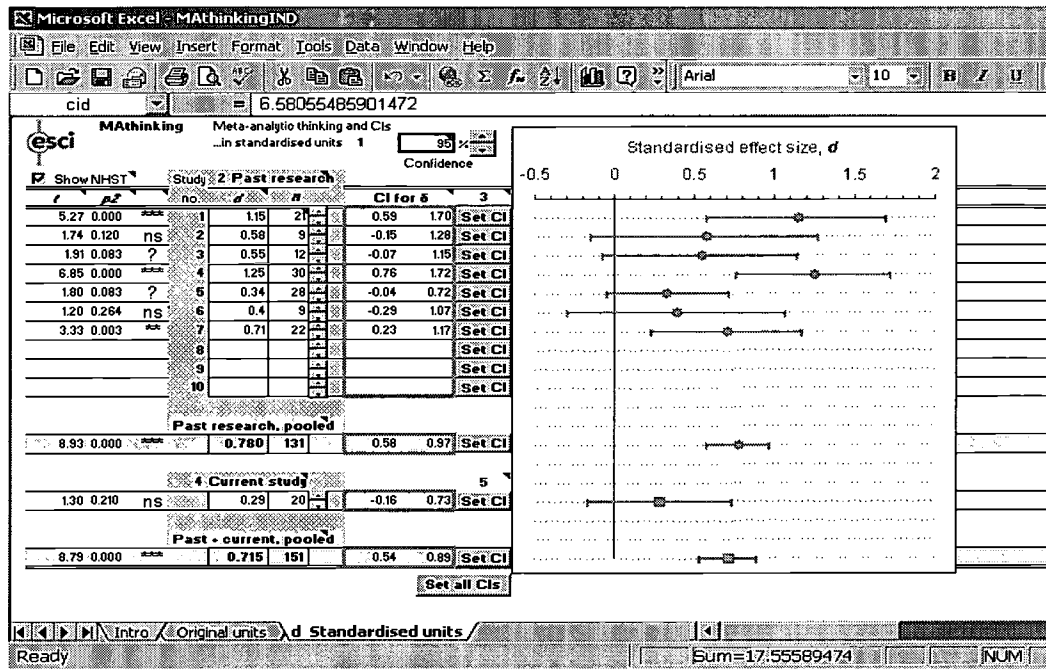 Microsoft Excel - MAthinkingIND
File Edit View Insert Format Tools Data Window Help
Arial 10 B I U
cid = 6.58055485901472
esci MAthinking Meta-analytic thinking and CIs
...in standardised units 1 95 %
Confidence
Show NHST Study 2 Past research
t p2 no. d n CI for δ 3
5.27 0.000 *** 1 1.15 21 0.59 1.70 Set CI
1.74 0.120 ns 2 0.58 9 -0.15 1.28 Set CI
1.91 0.083 ? 3 0.55 12 -0.07 1.15 Set CI
6.85 0.000 *** 4 1.25 30 0.76 1.72 Set CI
1.80 0.083 ? 5 0.34 28 -0.04 0.72 Set CI
1.20 0.264 ns 6 0.4 9 -0.29 1.07 Set CI
3.33 0.003 ** 7 0.71 22 0.23 1.17 Set CI
8 Set CI
9 Set CI
10 Set CI
Past research, pooled
8.93 0.000 *** 0.780 131 0.58 0.97 Set CI
4 Current study 5
1.30 0.210 ns 0.29 20 -0.16 0.73 Set CI
Past + current, pooled
8.79 0.000 *** 0.715 151 0.54 0.89 Set CI
Set all CIs
Standardised effect size, d
-0.5 0 0.5 1 1.5 2
Intro Original units d Standardised units
Ready Sum=17.55589474 NUM